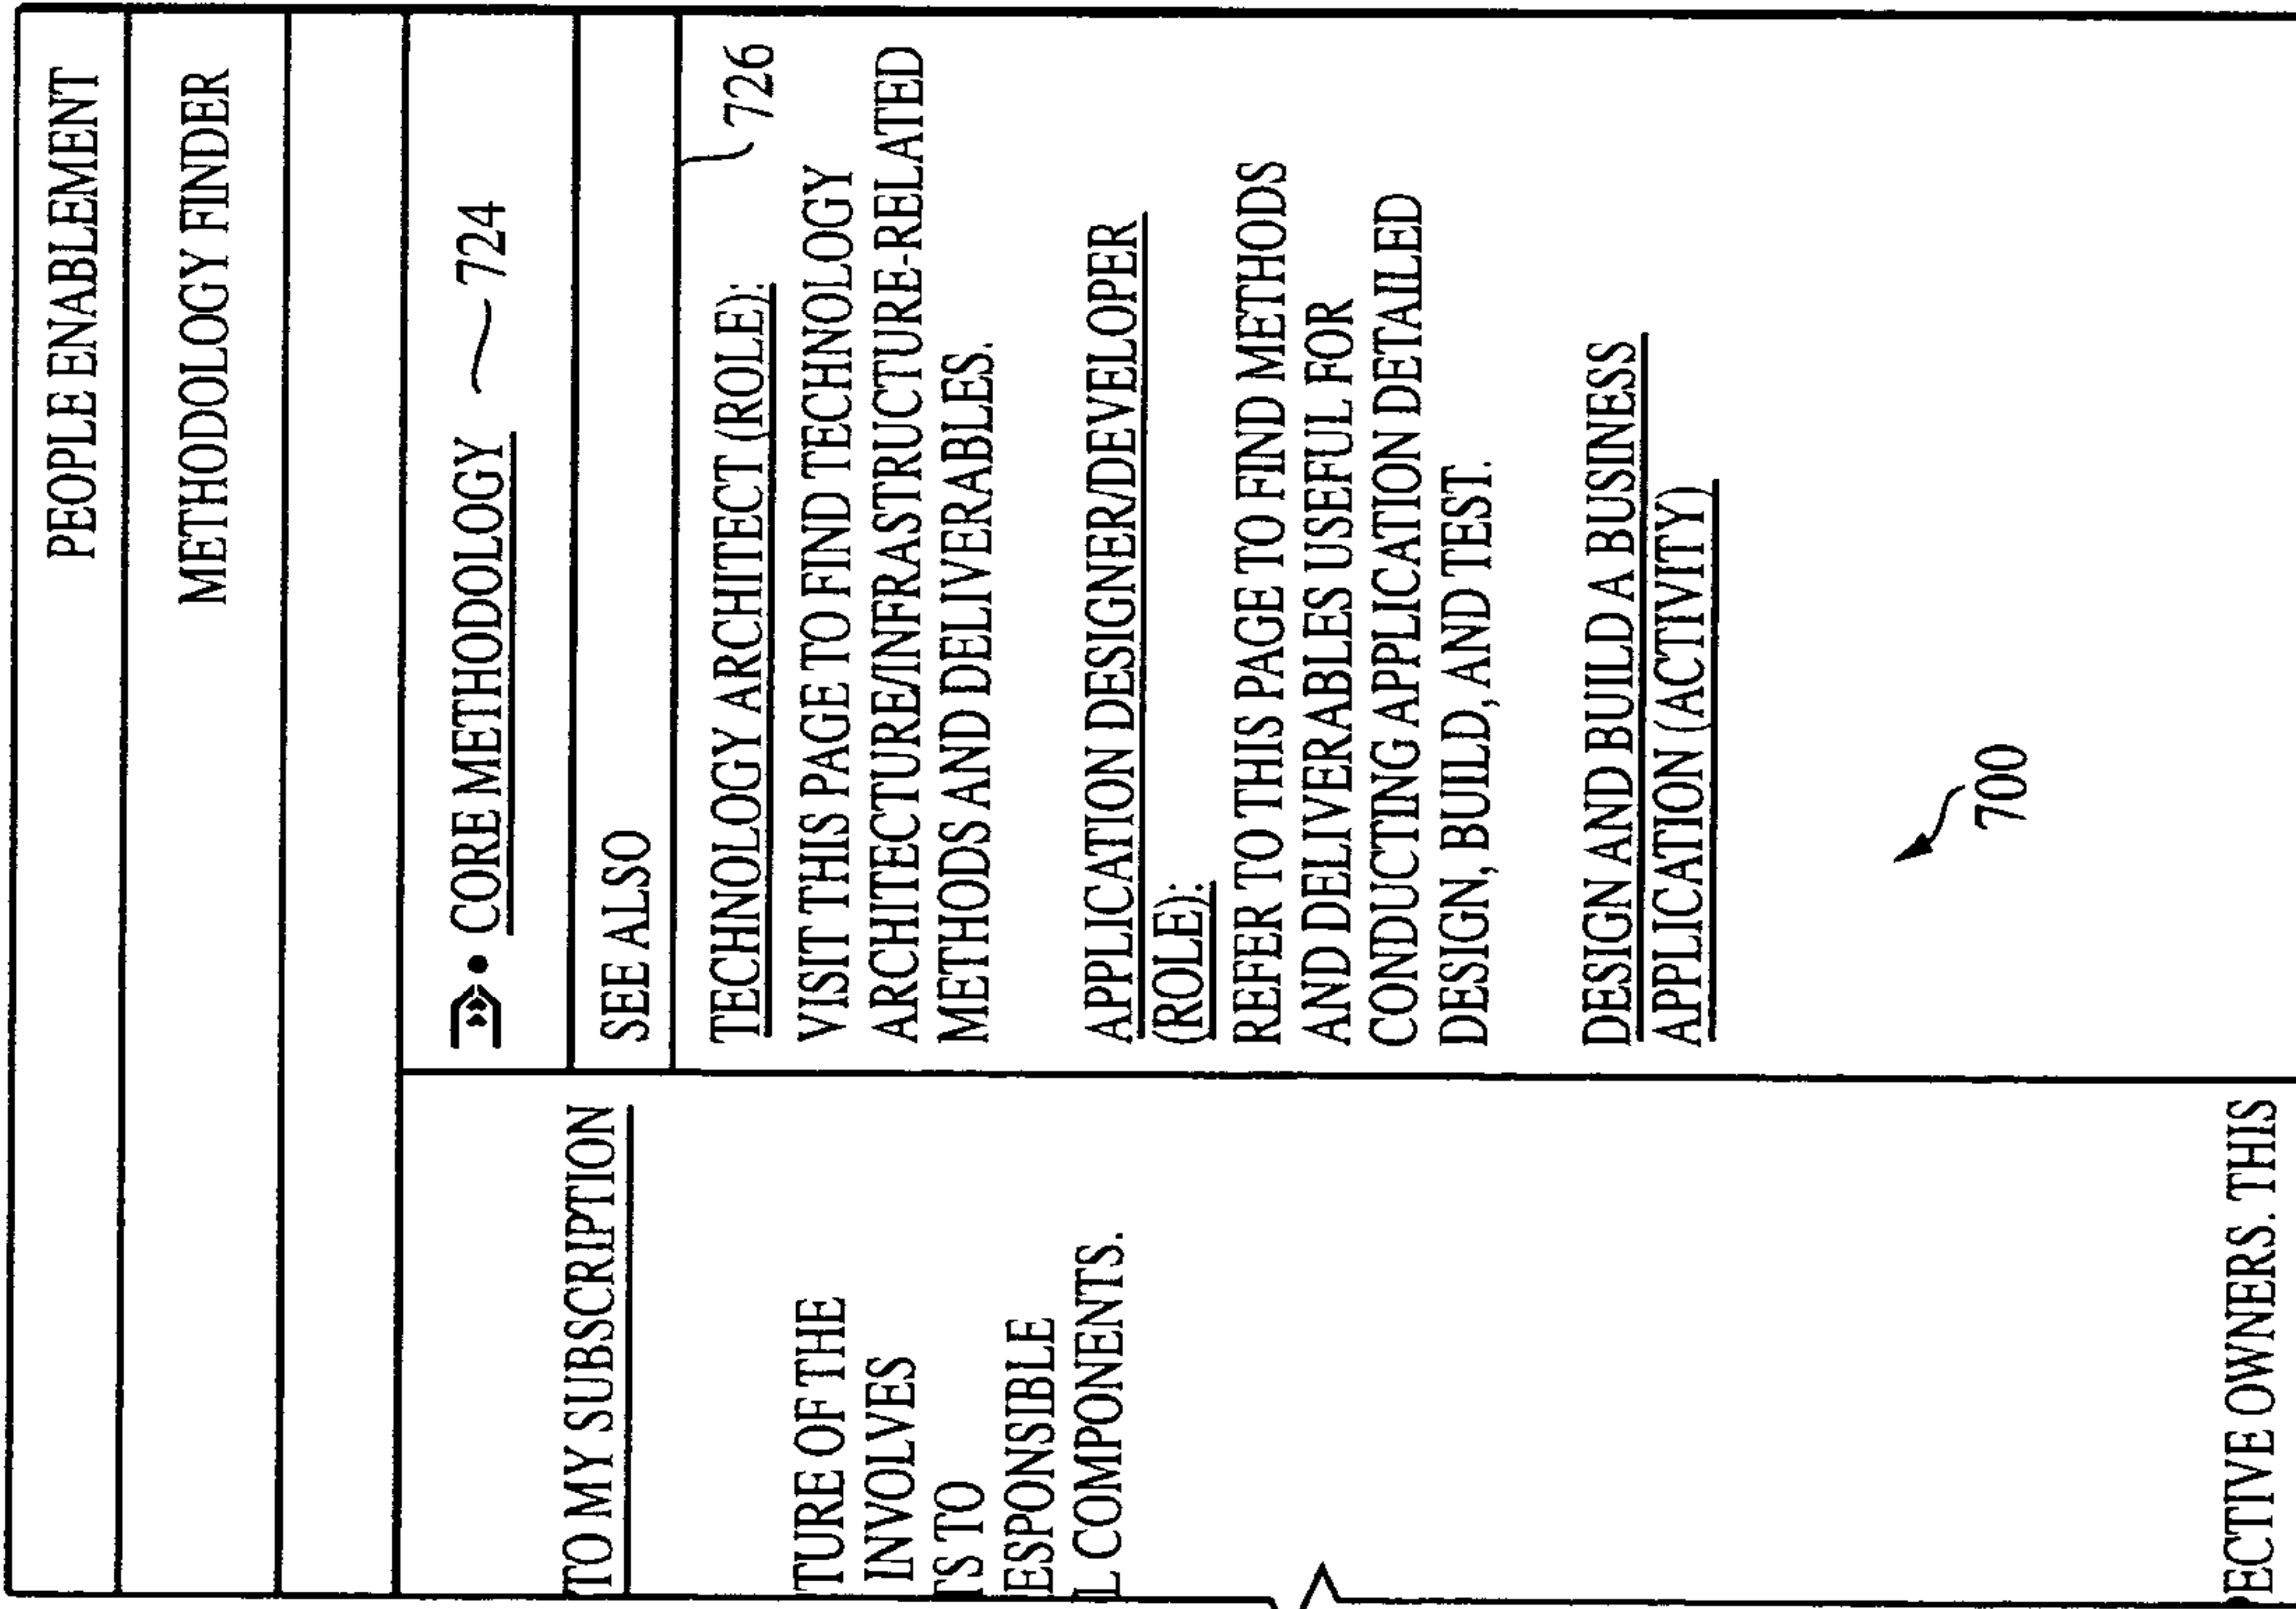 PEOPLE ENABLEMENT
METHODOLOGY FINDER
TO MY SUBSCRIPTION
TURE OF THE
INVOLVES
TS TO
ESPONSIBLE
L COMPONENTS.
ECTIVE OWNERS. THIS
• CORE METHODOLOGY 724
SEE ALSO
726
TECHNOLOGY ARCHITECT (ROLE):
VISIT THIS PAGE TO FIND TECHNOLOGY
ARCHITECTURE/INFRASTRUCTURE-RELATED
METHODS AND DELIVERABLES.
APPLICATION DESIGNER/DEVELOPER
(ROLE):
REFER TO THIS PAGE TO FIND METHODS
AND DELIVERABLES USEFUL FOR
CONDUCTING APPLICATION DETAILED
DESIGN, BUILD, AND TEST.
DESIGN AND BUILD A BUSINESS
APPLICATION (ACTIVITY)
700